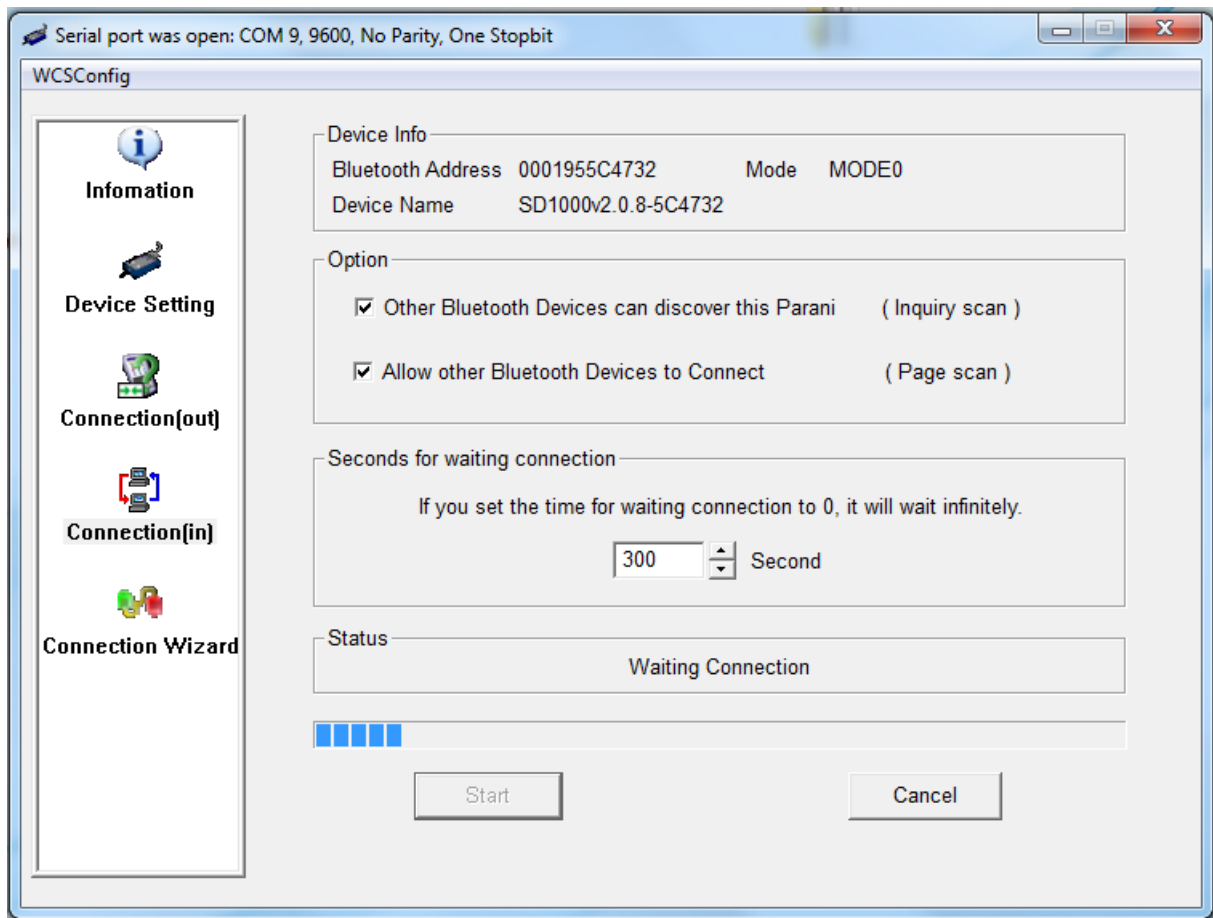 Serial port was open: COM 9, 9600, No Parity, One Stopbit
WCSConfig
Infomation
Device Setting
Connection(out)
Connection(in)
Connection Wizard
Device Info
Bluetooth Address 0001955C4732 Mode MODE0
Device Name SD1000v2.0.8-5C4732
Option
Other Bluetooth Devices can discover this Parani ( Inquiry scan )
Allow other Bluetooth Devices to Connect ( Page scan )
Seconds for waiting connection
If you set the time for waiting connection to 0, it will wait infinitely.
300 Second
Status
Waiting Connection
Start Cancel